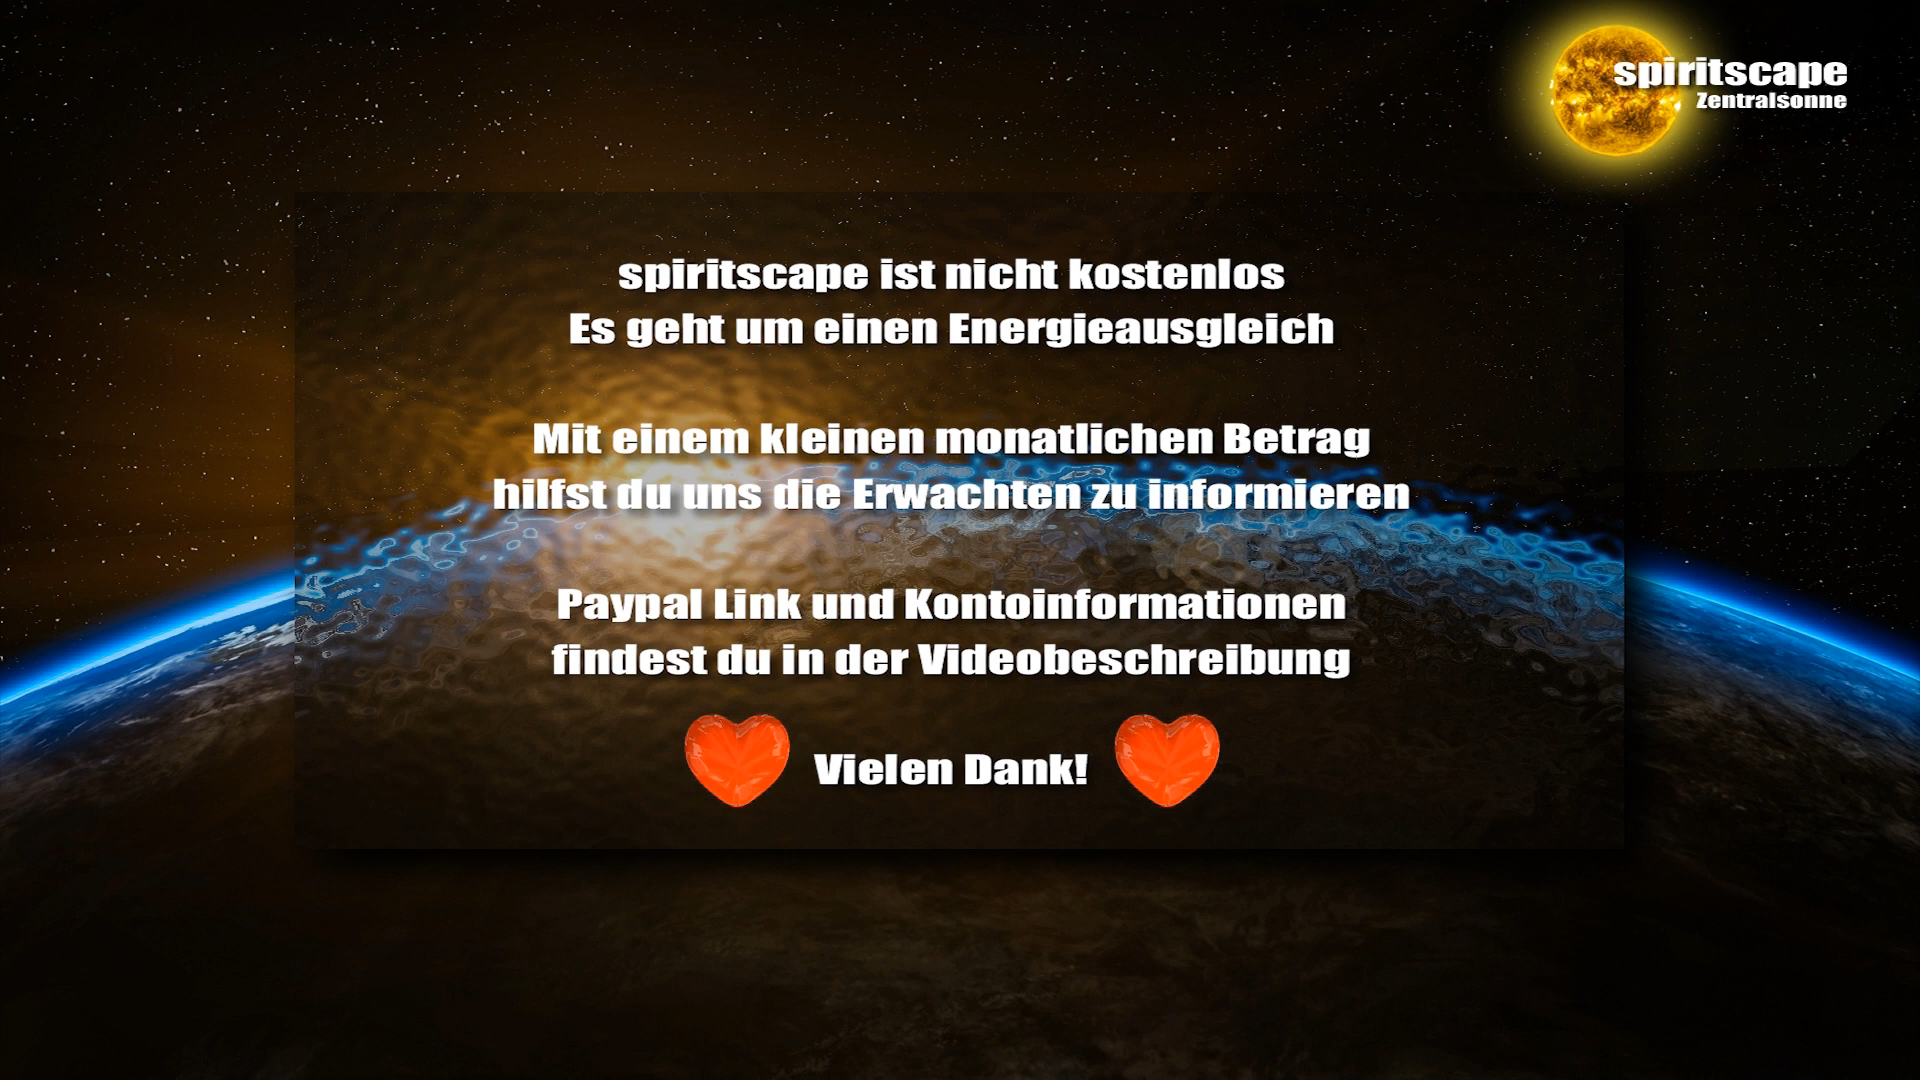 spiritscape
Zentralsonne
spiritscape ist nicht kostenlos
Es geht um einen Energieausgleich
Mit einem kleinen monatlichen Betrag
hilfst du uns die Erwachten zu informieren
Paypal Link und Kontoinformationen
findest du in der Videobeschreibung
Vielen Dank!